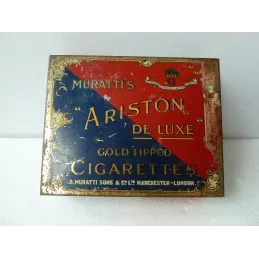 MURATTI'S
"ARISTON
DE LUXE"
GOLD TIPPED
CIGARETTES
B. MURATTI SONS & Co LTD MANCHESTER-LONDON.